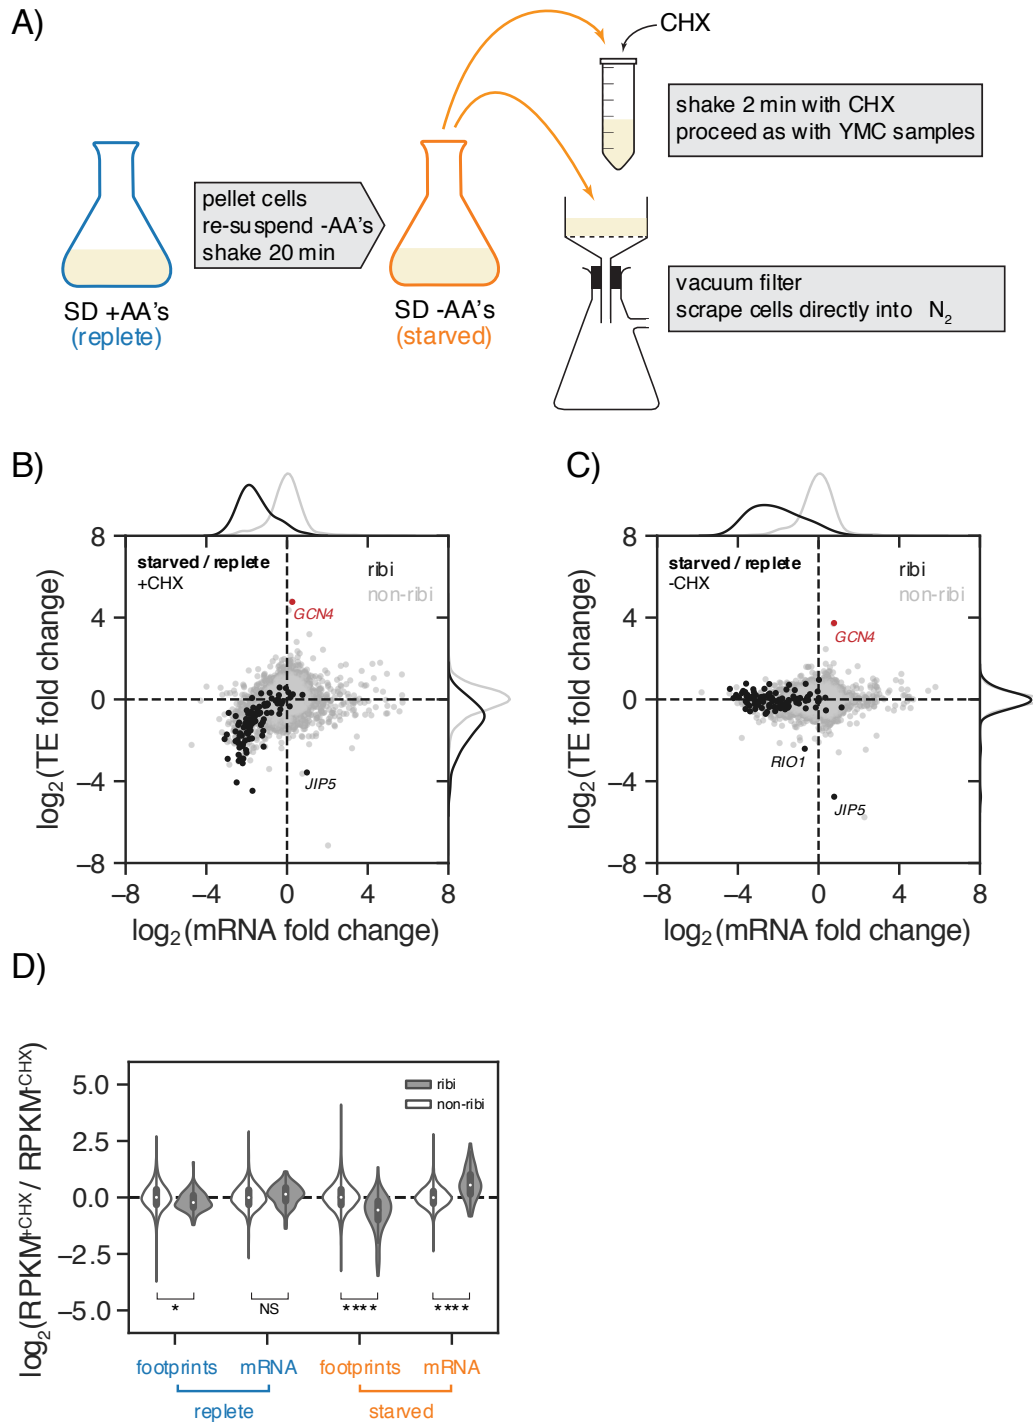 A)
CHX
shake 2 min with CHX
proceed as with YMC samples
pellet cells
re-suspend -AA's
shake 20 min
SD +AA's
(replete)
SD -AA's
(starved)
vacuum filter
scrape cells directly into N2
B)
8
4
0
−4
−8
−8
−4
0
4
8
starved / replete
+CHX
ribi
non-ribi
GCN4
JIP5
log2(TE fold change)
log2(mRNA fold change)
C)
8
4
0
−4
−8
−8
−4
0
4
8
starved / replete
-CHX
ribi
non-ribi
GCN4
RIO1
JIP5
log2(TE fold change)
log2(mRNA fold change)
D)
log2(RPKM+CHX / RPKM-CHX)
5.0
2.5
0.0
−2.5
−5.0
ribi
non-ribi
*
NS
****
****
footprints
mRNA
footprints
mRNA
replete
starved